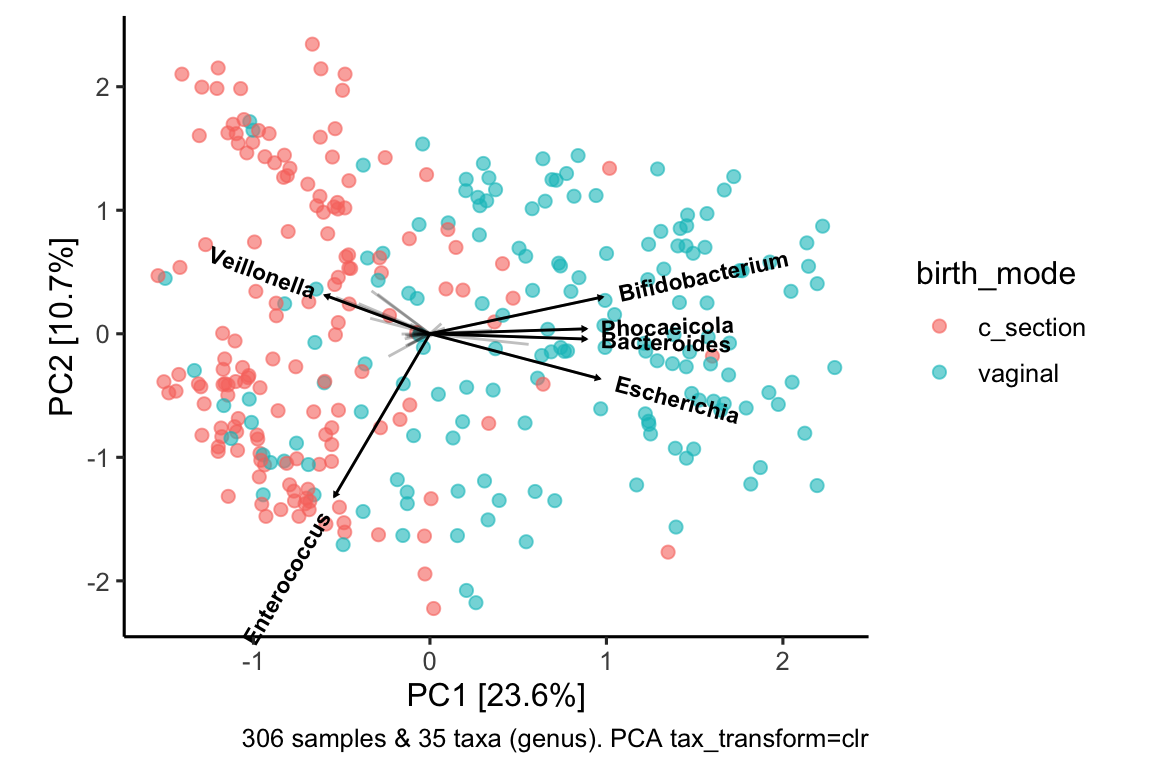 2
1
0
-1
-2
PC2 [10.7%]
Veillonella
Bifidobacterium
Phocaeicola
Bacteroides
Escherichia
Enterococcus
-1
0
1
2
PC1 [23.6%]
306 samples & 35 taxa (genus). PCA tax_transform=clr
birth_mode
c_section
vaginal